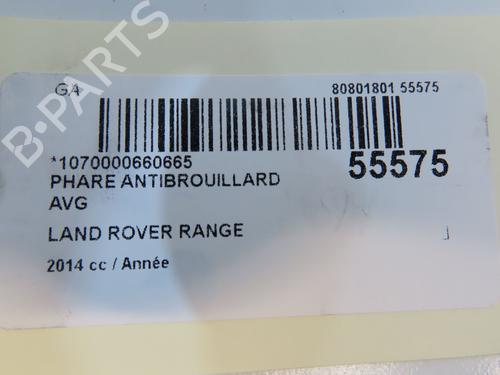 GA 80801801 55575
*1070000660665 55575
PHARE ANTIBROUILLARD
AVG
LAND ROVER RANGE
2014 cc / Année
B-PARTS